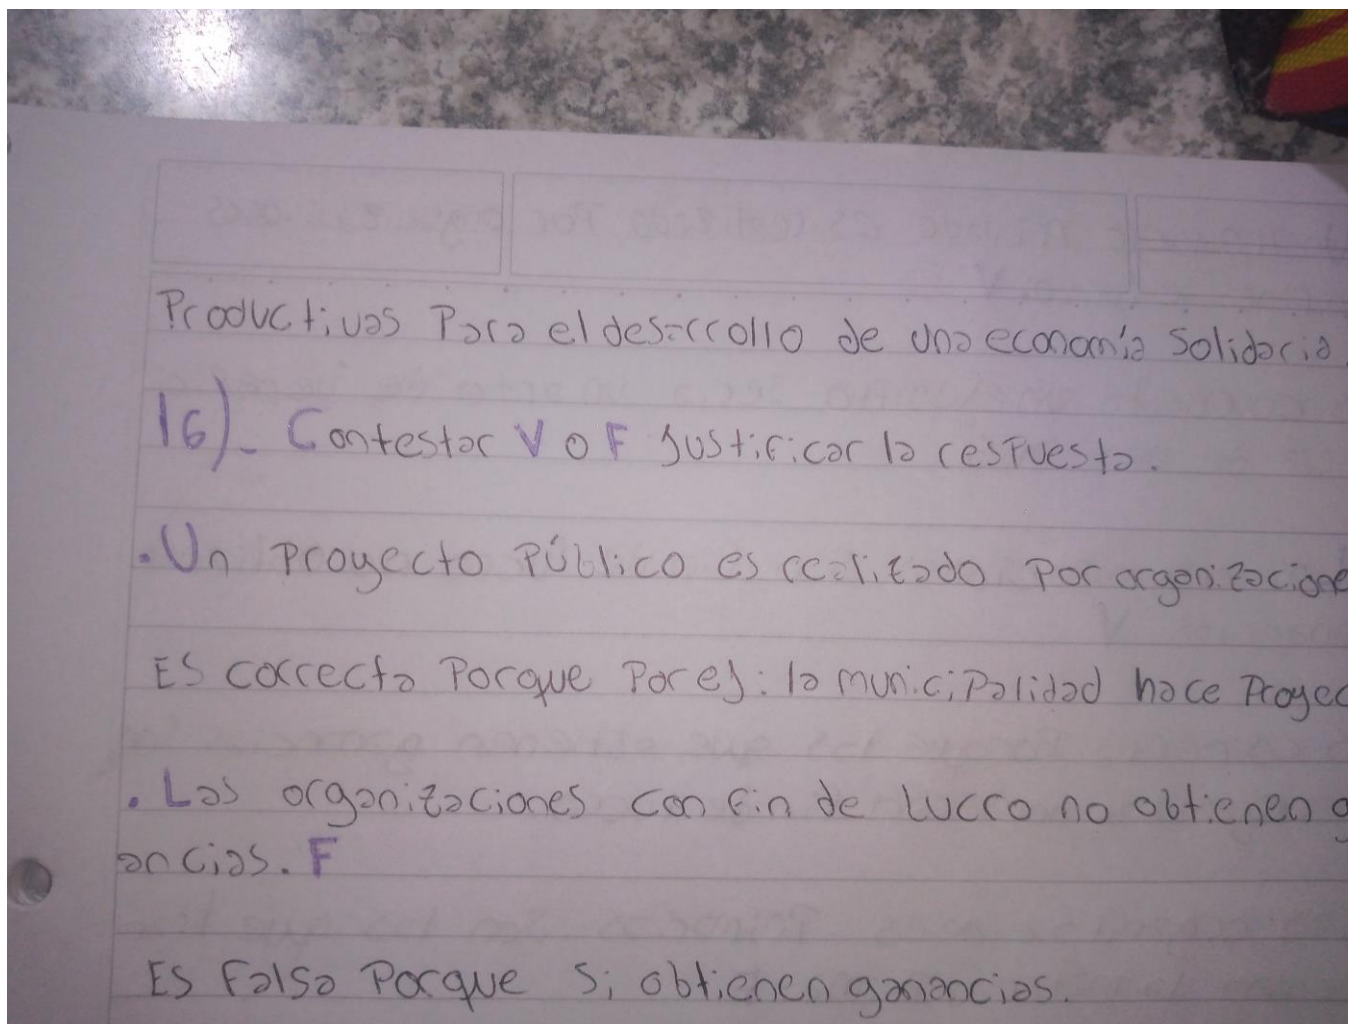 Productivas Para el desarrollo de una economía Solidaria.
16)- Contestar V o F Justificar la respuesta.
. Un Proyecto Público es realizado Por organizacione
Es correcta Porque Por ej: la municipalidad hace Proyec
. Las organizaciones con fin de lucro no obtienen g
ancias. F
Es Falsa Porque Si obtienen ganancias.